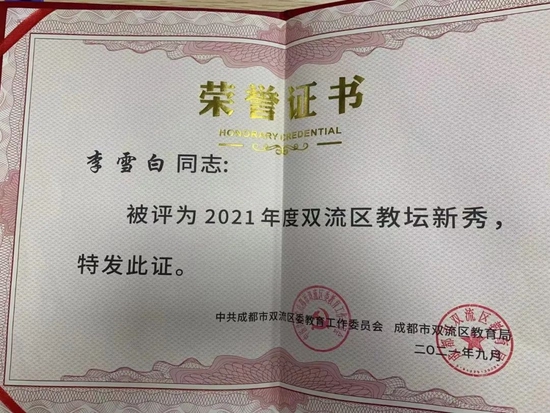 荣誉证书
HONORARY CREDENTIAL
李雪白同志:
被评为2021年度双流区教坛新秀，
特发此证。
中共成都市双流区委教育工作委员会 成都市双流区教育局
二〇二一年九月